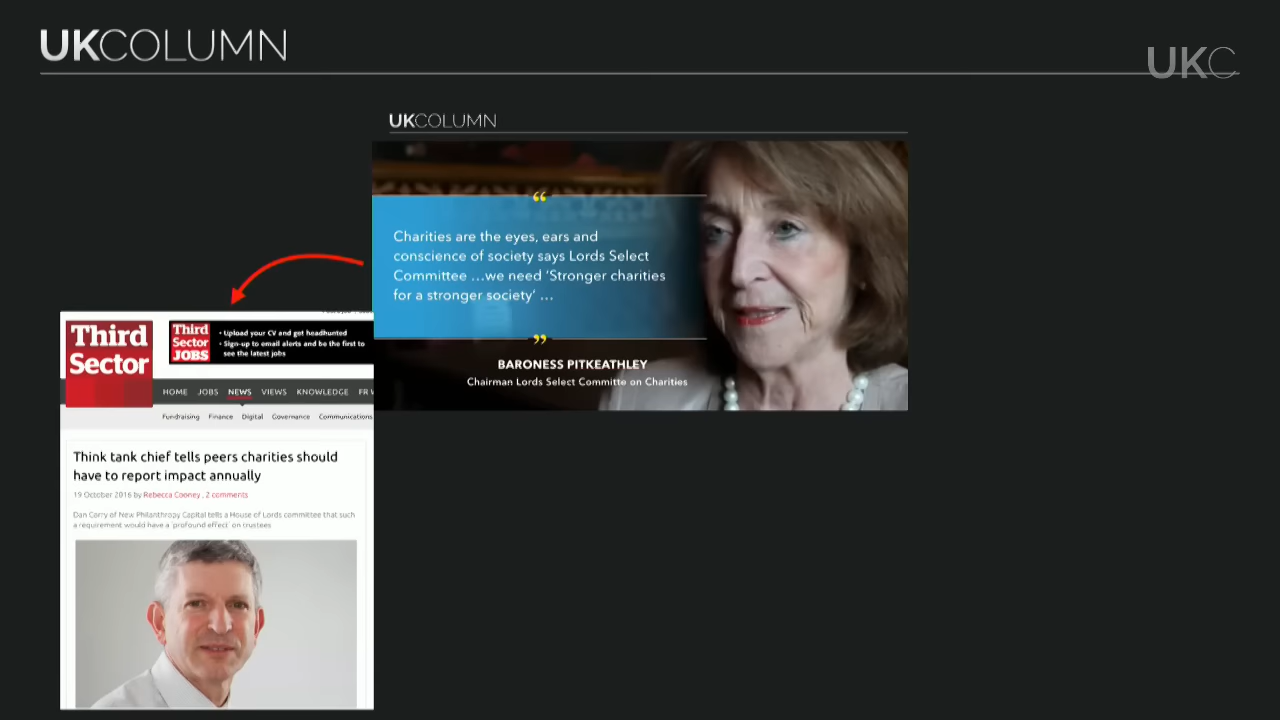 UKCOLUMN
UKC
UKCOLUMN
“
Charities are the eyes, ears and
conscience of society says Lords Select
Committee ...we need ‘Stronger charities
for a stronger society’ ...
”
BARONESS PITKEATHLEY
Chairman Lords Select Committe on Charities
Third
Sector
Third
Sector
JOBS
• Upload your CV and get headhunted
• Sign-up to email alerts and be the first to
see the latest jobs
HOME JOBS NEWS VIEWS KNOWLEDGE FR
Fundraising Finance Digital Governance Communications
Think tank chief tells peers charities should
have to report impact annually
19 October 2016 by Rebecca Cooney , 2 comments
Dan Corry of New Philanthropy Capital tells a House of Lords committee that such
a requirement would have a 'profound effect' on trustees